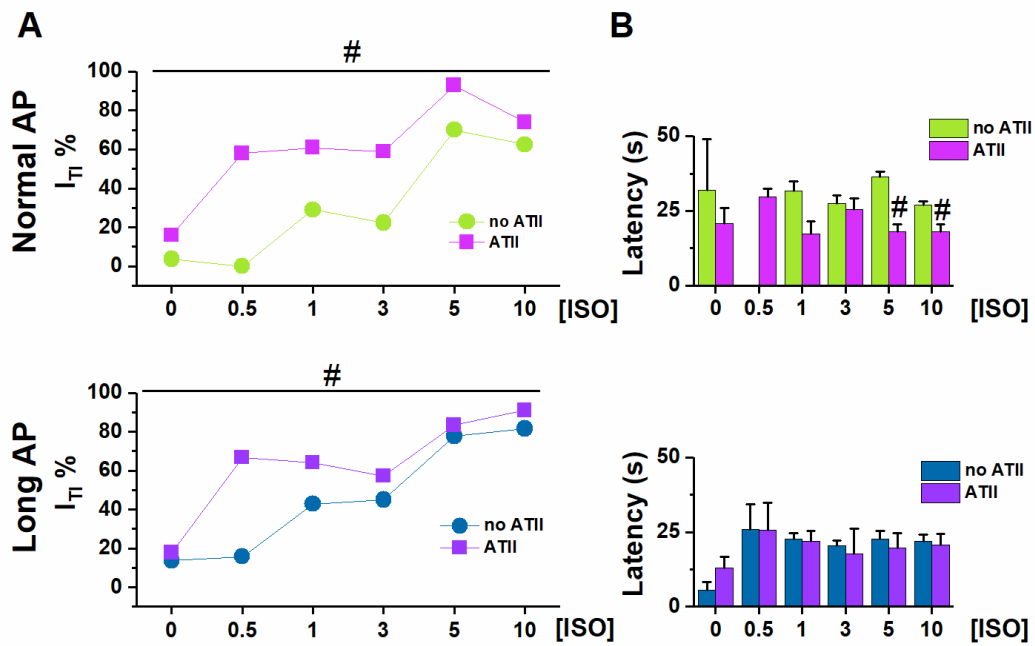 A
B
#
Normal AP
I_TI %
100
80
60
40
20
0
no ATII
ATII
0 0.5 1 3 5 10 [ISO]
Latency (s)
50
25
0
no ATII
ATII
# #
0 0.5 1 3 5 10 [ISO]
#
Long AP
I_TI %
100
80
60
40
20
0
no ATII
ATII
0 0.5 1 3 5 10 [ISO]
Latency (s)
50
25
0
no ATII
ATII
0 0.5 1 3 5 10 [ISO]